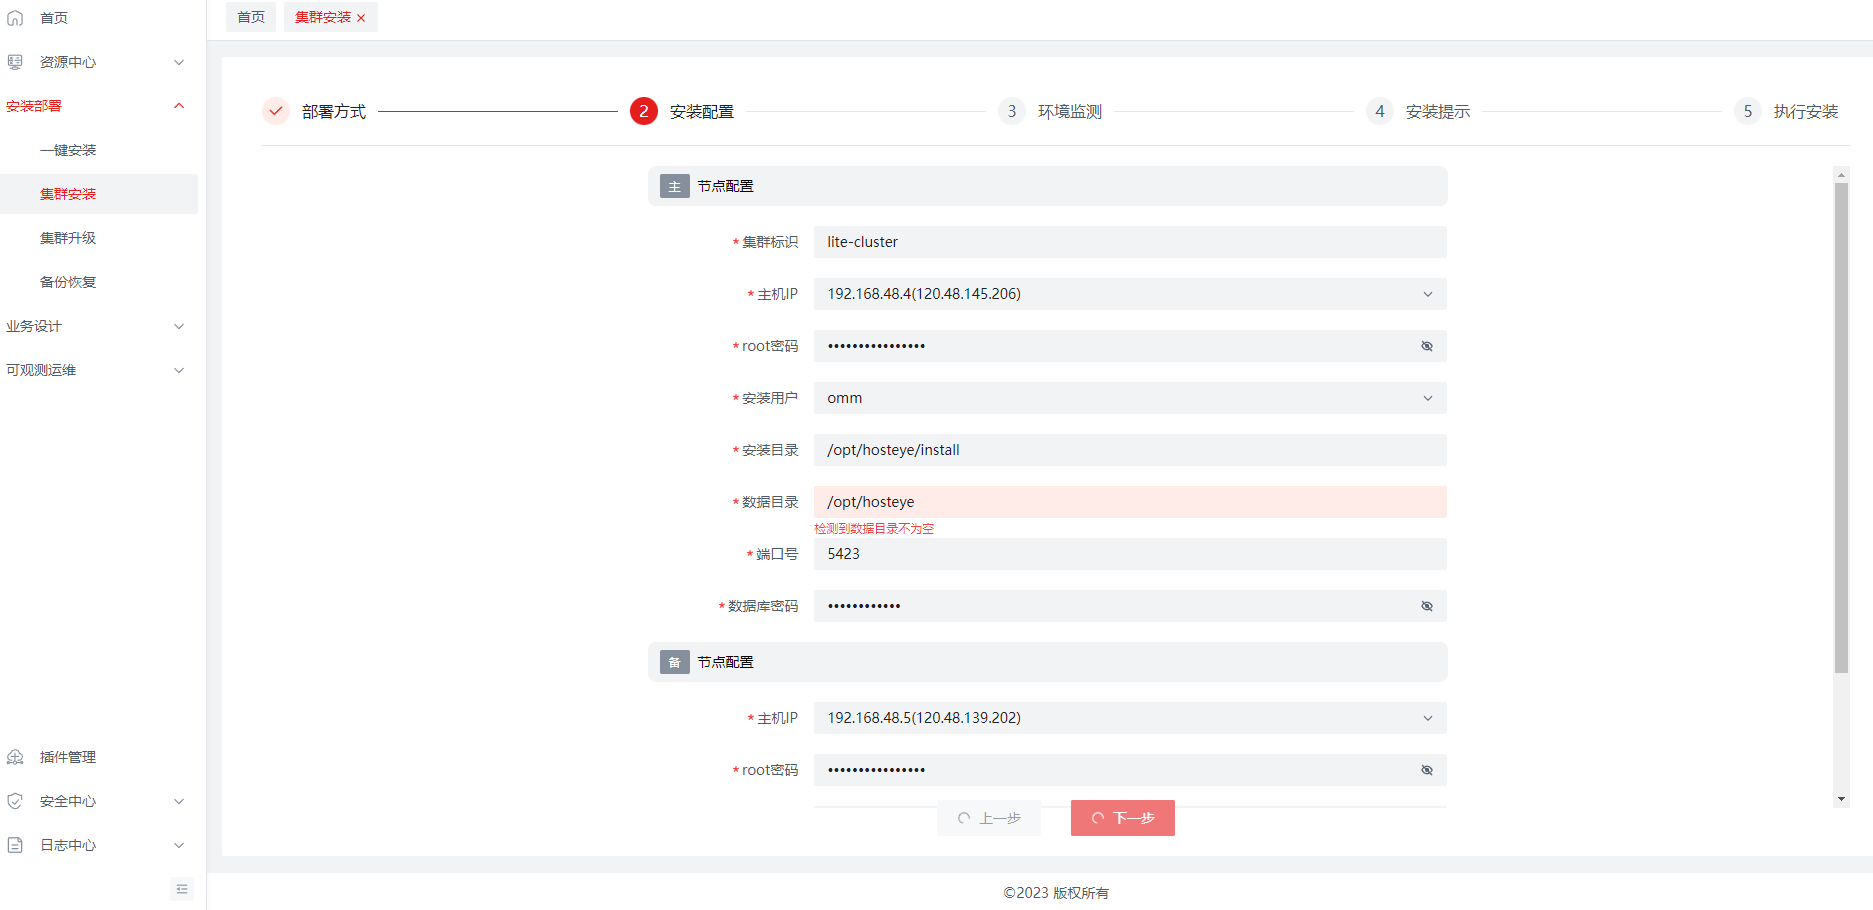 首页
资源中心
安装部署
一键安装
集群安装
集群升级
备份恢复
业务设计
可观测运维
插件管理
安全中心
日志中心
首页 集群安装
部署方式 2 安装配置 3 环境监测 4 安装提示 5 执行安装
主 节点配置
*集群标识 lite-cluster
*主机IP 192.168.48.4(120.48.145.206)
*root密码 ••••••••••••••••
*安装用户 omm
*安装目录 /opt/hosteye/install
*数据目录 /opt/hosteye
检测到数据目录不为空
*端口号 5423
*数据库密码 ••••••••••••
备 节点配置
*主机IP 192.168.48.5(120.48.139.202)
*root密码 ••••••••••••••••
上一步 下一步
©2023 版权所有